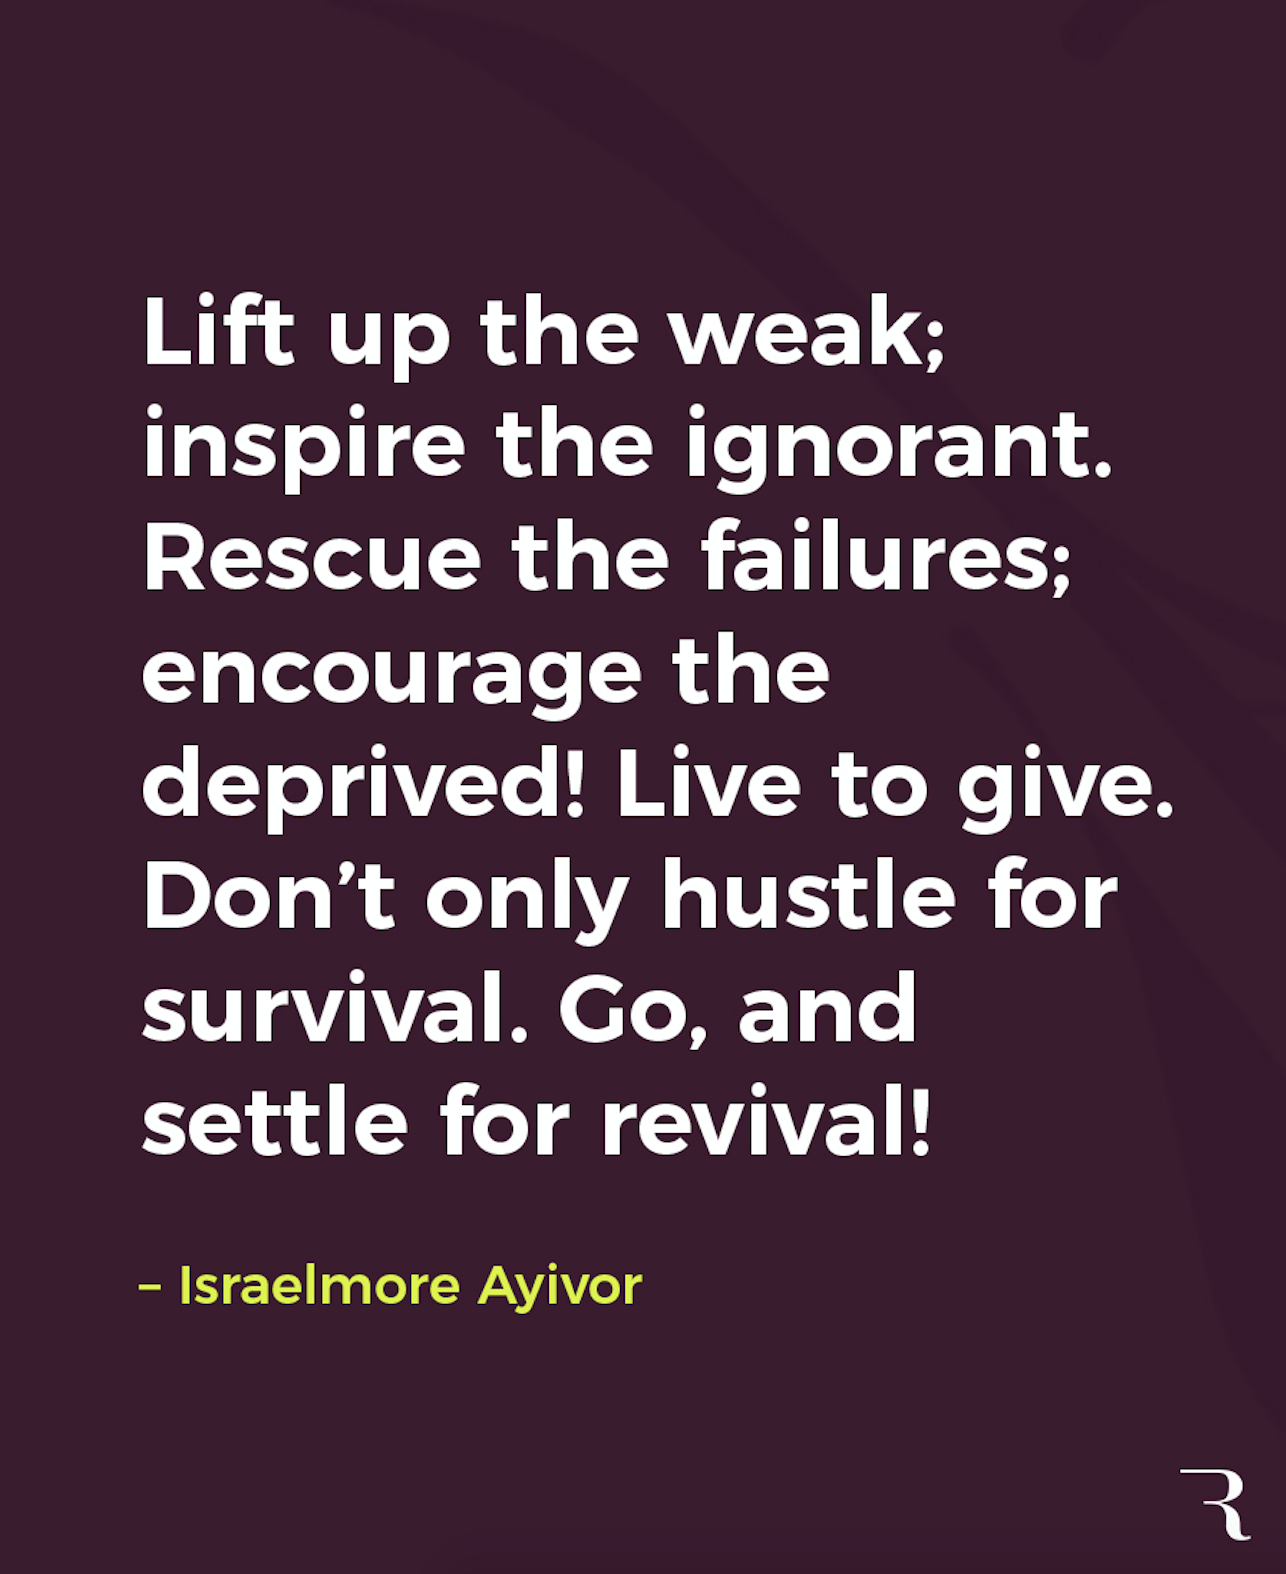 Lift up the weak;
inspire the ignorant.
Rescue the failures;
encourage the
deprived! Live to give.
Don’t only hustle for
survival. Go, and
settle for revival!
– Israelmore Ayivor
R